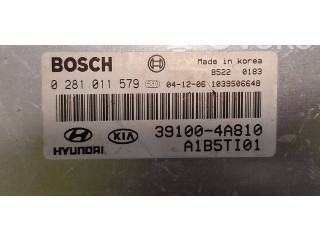 BOSCH
Made in korea
8522 0183
0 281 011 579 04-12-06 1039S06648
HYUNDAI KIA 39100-4A810
A1B5TI01